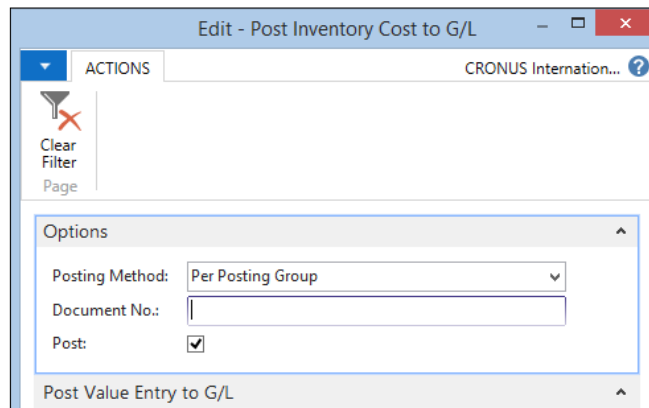 Edit - Post Inventory Cost to G/L
ACTIONS
CRONUS Internation...
Clear
Filter
Page
Options
Posting Method: Per Posting Group
Document No.:
Post:
Post Value Entry to G/L